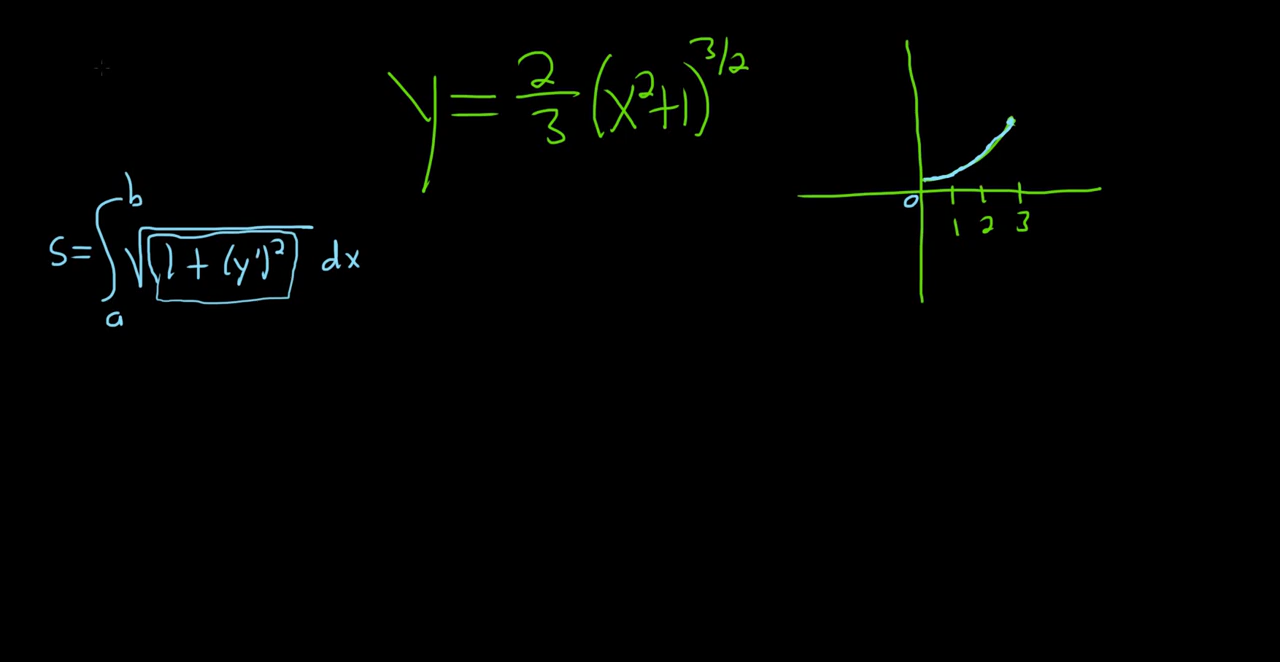 y = 2/3 (x²+1)^3/2
S = ∫_a^b √(1 + (y')²) dx
0 1 2 3